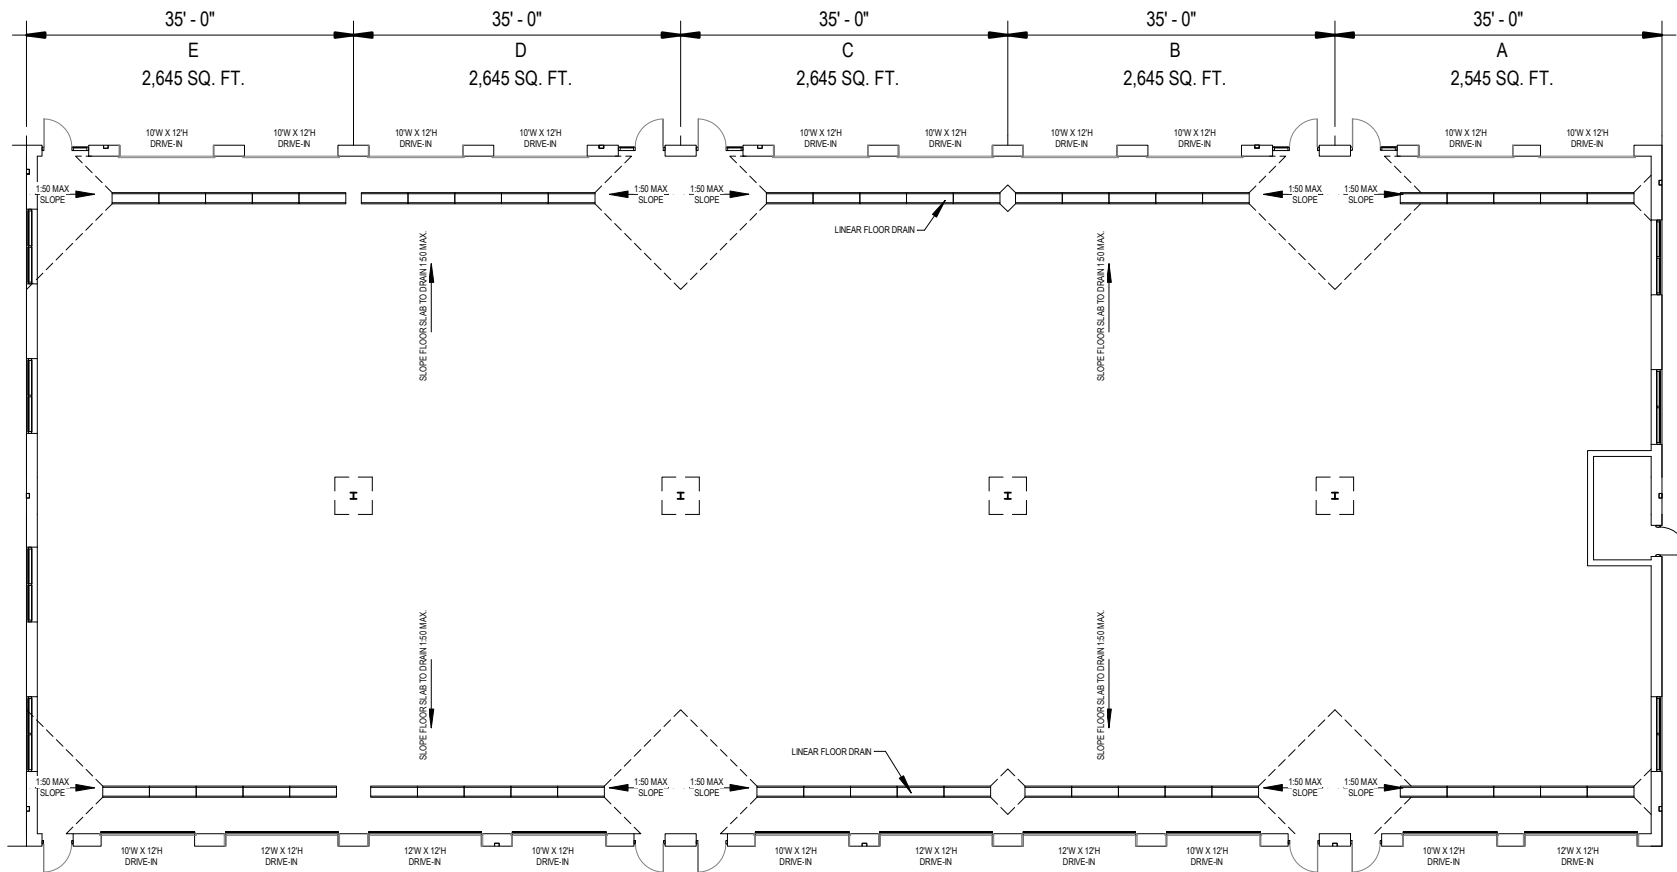 35' - 0" 35' - 0" 35' - 0" 35' - 0" 35' - 0"
E D C B A
2,645 SQ. FT. 2,645 SQ. FT. 2,645 SQ. FT. 2,645 SQ. FT. 2,545 SQ. FT.
10'W X 12'H 10'W X 12'H 10'W X 12'H 10'W X 12'H 10'W X 12'H 10'W X 12'H 10'W X 12'H 10'W X 12'H 10'W X 12'H 10'W X 12'H
DRIVE-IN DRIVE-IN DRIVE-IN DRIVE-IN DRIVE-IN DRIVE-IN DRIVE-IN DRIVE-IN DRIVE-IN DRIVE-IN
1:50 MAX 1:50 MAX 1:50 MAX 1:50 MAX 1:50 MAX
SLOPE SLOPE SLOPE SLOPE SLOPE
LINEAR FLOOR DRAIN
SLOPE FLOOR SLAB TO DRAIN 1:50 MAX.
SLOPE FLOOR SLAB TO DRAIN 1:50 MAX.
SLOPE FLOOR SLAB TO DRAIN 1:50 MAX.
SLOPE FLOOR SLAB TO DRAIN 1:50 MAX.
LINEAR FLOOR DRAIN
1:50 MAX 1:50 MAX 1:50 MAX 1:50 MAX 1:50 MAX
SLOPE SLOPE SLOPE SLOPE SLOPE
10'W X 12'H 12'W X 12'H 12'W X 12'H 10'W X 12'H 10'W X 12'H 12'W X 12'H 12'W X 12'H 10'W X 12'H 10'W X 12'H 12'W X 12'H
DRIVE-IN DRIVE-IN DRIVE-IN DRIVE-IN DRIVE-IN DRIVE-IN DRIVE-IN DRIVE-IN DRIVE-IN DRIVE-IN